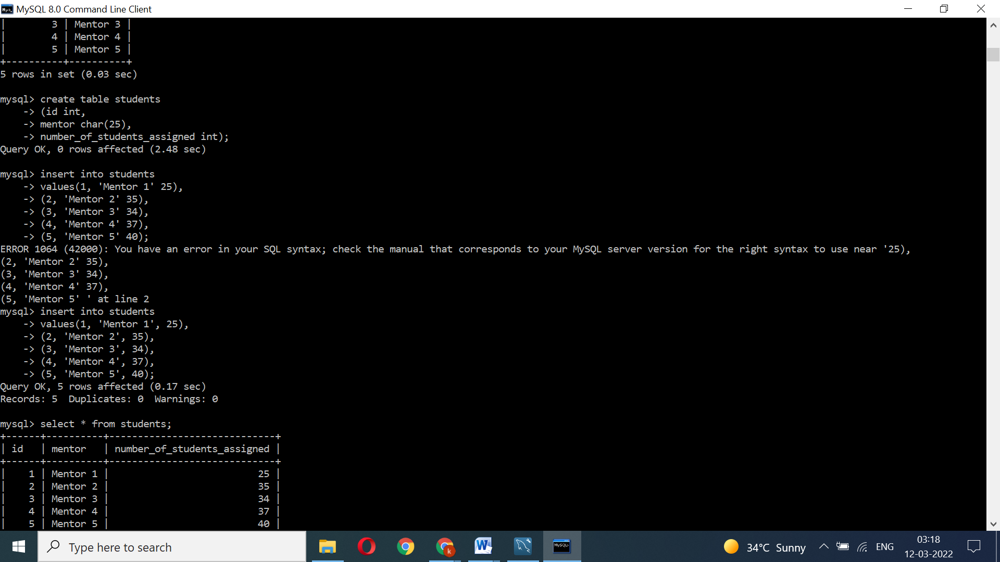 MySQL 8.0 Command Line Client
|        3 | Mentor 3 |
|        4 | Mentor 4 |
|        5 | Mentor 5 |
+----------+----------+
5 rows in set (0.03 sec)
mysql> create table students
    -> (id int,
    -> mentor char(25),
    -> number_of_students_assigned int);
Query OK, 0 rows affected (2.48 sec)
mysql> insert into students
    -> values(1, 'Mentor 1' 25),
    -> (2, 'Mentor 2' 35),
    -> (3, 'Mentor 3' 34),
    -> (4, 'Mentor 4' 37),
    -> (5, 'Mentor 5' 40);
ERROR 1064 (42000): You have an error in your SQL syntax; check the manual that corresponds to your MySQL server version for the right syntax to use near '25),
(2, 'Mentor 2' 35),
(3, 'Mentor 3' 34),
(4, 'Mentor 4' 37),
(5, 'Mentor 5' ' at line 2
mysql> insert into students
    -> values(1, 'Mentor 1', 25),
    -> (2, 'Mentor 2', 35),
    -> (3, 'Mentor 3', 34),
    -> (4, 'Mentor 4', 37),
    -> (5, 'Mentor 5', 40);
Query OK, 5 rows affected (0.17 sec)
Records: 5  Duplicates: 0  Warnings: 0
mysql> select * from students;
+------+----------+-----------------------------+
| id   | mentor   | number_of_students_assigned |
+------+----------+-----------------------------+
|    1 | Mentor 1 |                          25 |
|    2 | Mentor 2 |                          35 |
|    3 | Mentor 3 |                          34 |
|    4 | Mentor 4 |                          37 |
|    5 | Mentor 5 |                          40 |
Type here to search
k
W
MySQL>
34°C Sunny
ENG
03:18
12-03-2022